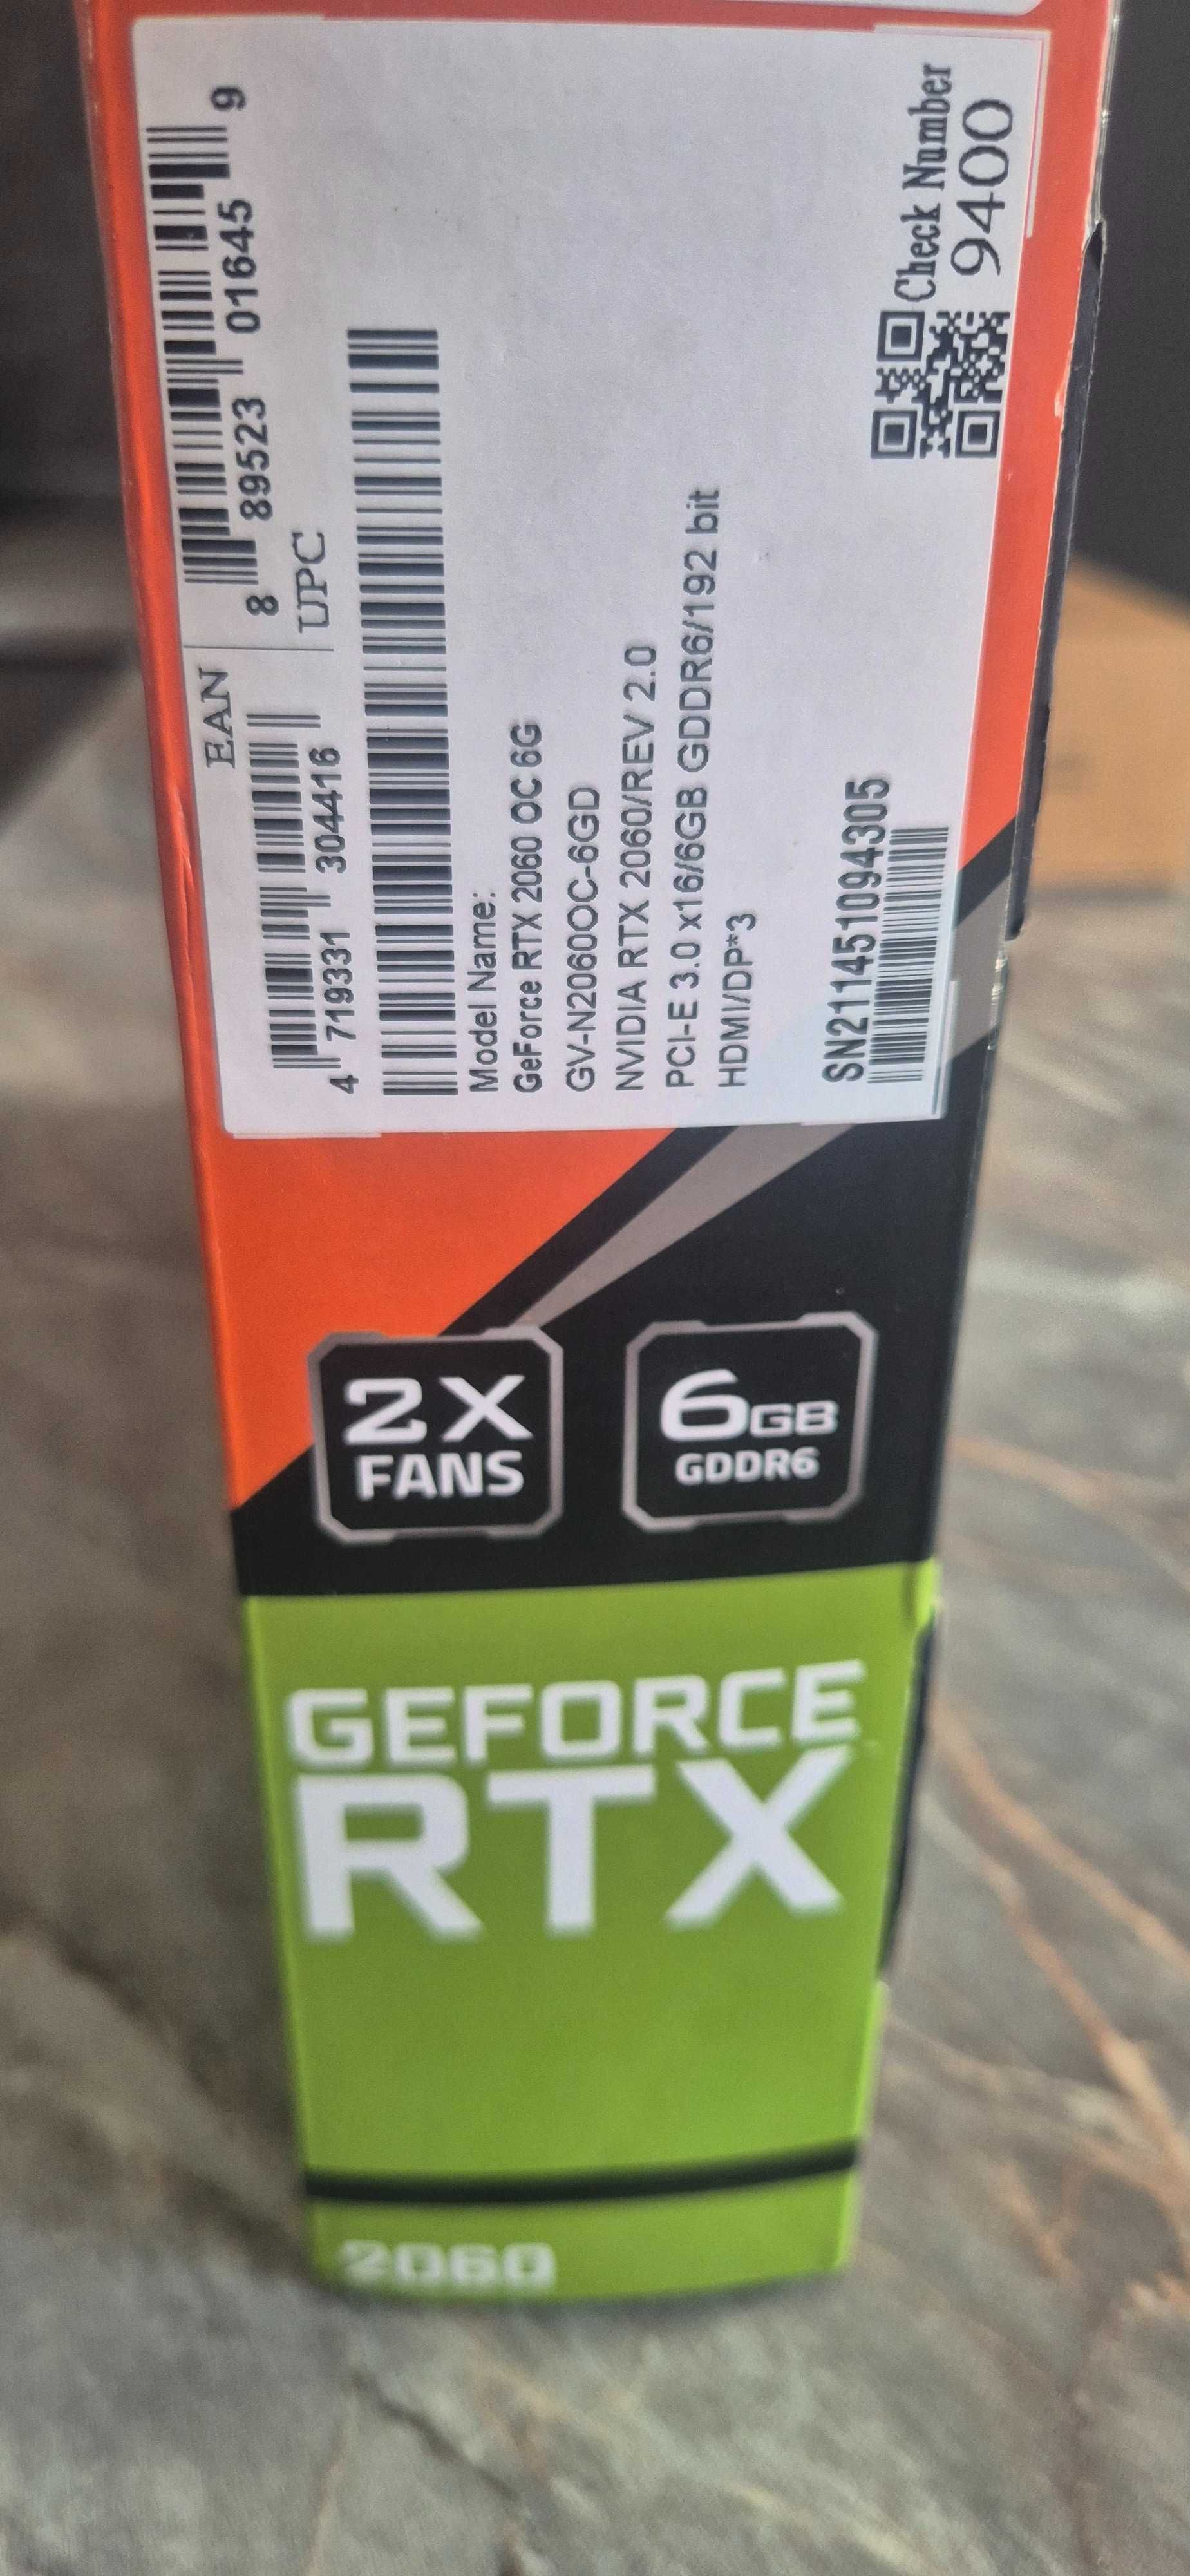 EAN
4 719331 304416
8 89523 01645 9
UPC
Model Name:
GeForce RTX 2060 OC 6G
GV-N2060OC-6GD
NVIDIA RTX 2060/REV 2.0
PCI-E 3.0 x16/6GB GDDR6/192 bit
HDMI/DP*3
SN211451094305
Check Number
9400
2X
FANS
6GB
GDDR6
GEFORCE
RTX
2060